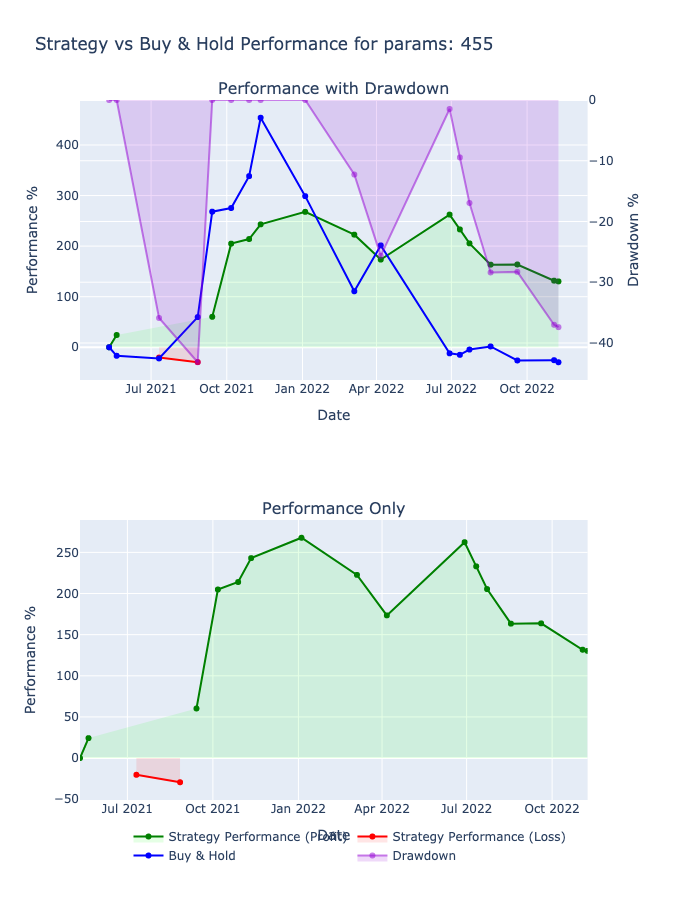 Strategy vs Buy & Hold Performance for params: 455
Performance with Drawdown
400
300
200
100
0
Performance %
0
−10
−20
−30
−40
Drawdown %
Jul 2021 Oct 2021 Jan 2022 Apr 2022 Jul 2022 Oct 2022
Date
Performance Only
250
200
150
100
50
0
−50
Performance %
Jul 2021 Oct 2021 Jan 2022 Apr 2022 Jul 2022 Oct 2022
Date
Strategy Performance (Profit) Strategy Performance (Loss)
Buy & Hold Drawdown